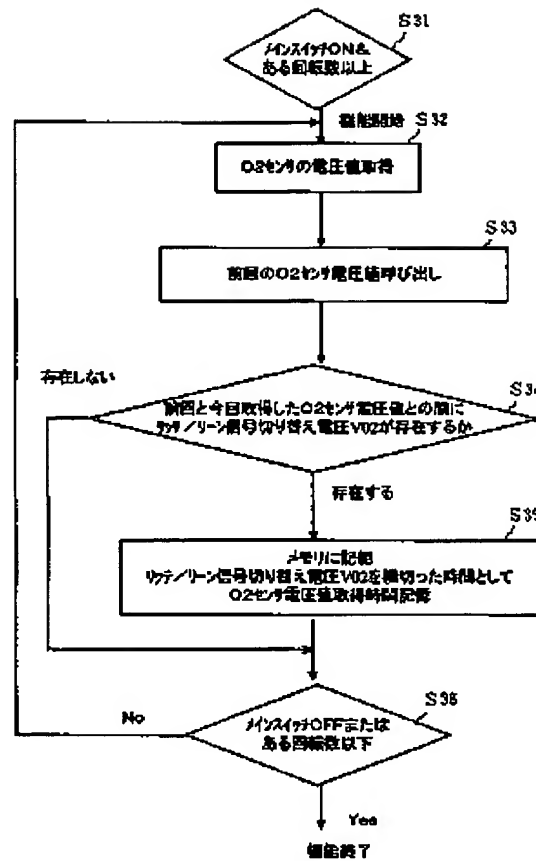 S31
メインスイッチON&
ある回転数以上
機能開始
S32
O2センサの電圧値取得
S33
前回のO2センサ電圧値呼び出し
存在しない
S34
前回と今回取得したO2センサ電圧値との間に
リッチ/リーン信号切り替え電圧V02が存在するか
存在する
S35
メモリに記憶
リッチ/リーン信号切り替え電圧V02を横切った時間として
O2センサ電圧値取得時間記憶
No
S36
メインスイッチOFFまたは
ある回転数以下
Yes
機能終了